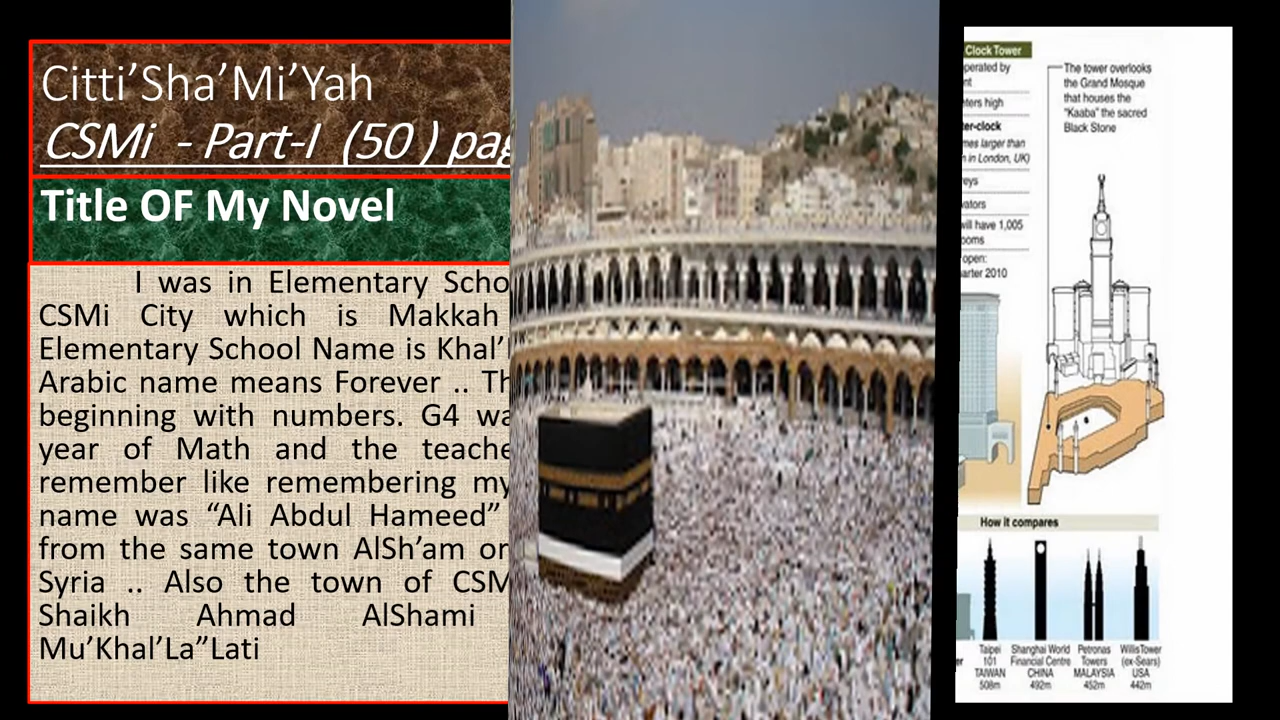 Citti’Sha’Mi’Yah
CSMi - Part-I (50 ) pag
Title OF My Novel
I was in Elementary Scho
CSMi City which is Makkah
Elementary School Name is Khal’
Arabic name means Forever .. Th
beginning with numbers. G4 wa
year of Math and the teache
remember like remembering my
name was “Ali Abdul Hameed”
from the same town AlSh’am or
Syria .. Also the town of CSM
Shaikh Ahmad AlShami
Mu’Khal’La”Lati
Clock Tower
perated by
nt
ters high
ter-clock
mes larger than
n in London, UK)
eys
vators
will have 1,005
ooms
open:
arter 2010
The tower overlooks
the Grand Mosque
that houses the
"Kaaba" the sacred
Black Stone
How it compares
er
Taipei
101
TAIWAN
508m
Shanghai World
Financial Centre
CHINA
492m
Petronas
Towers
MALAYSIA
452m
Willis Tower
(ex-Sears)
USA
442m